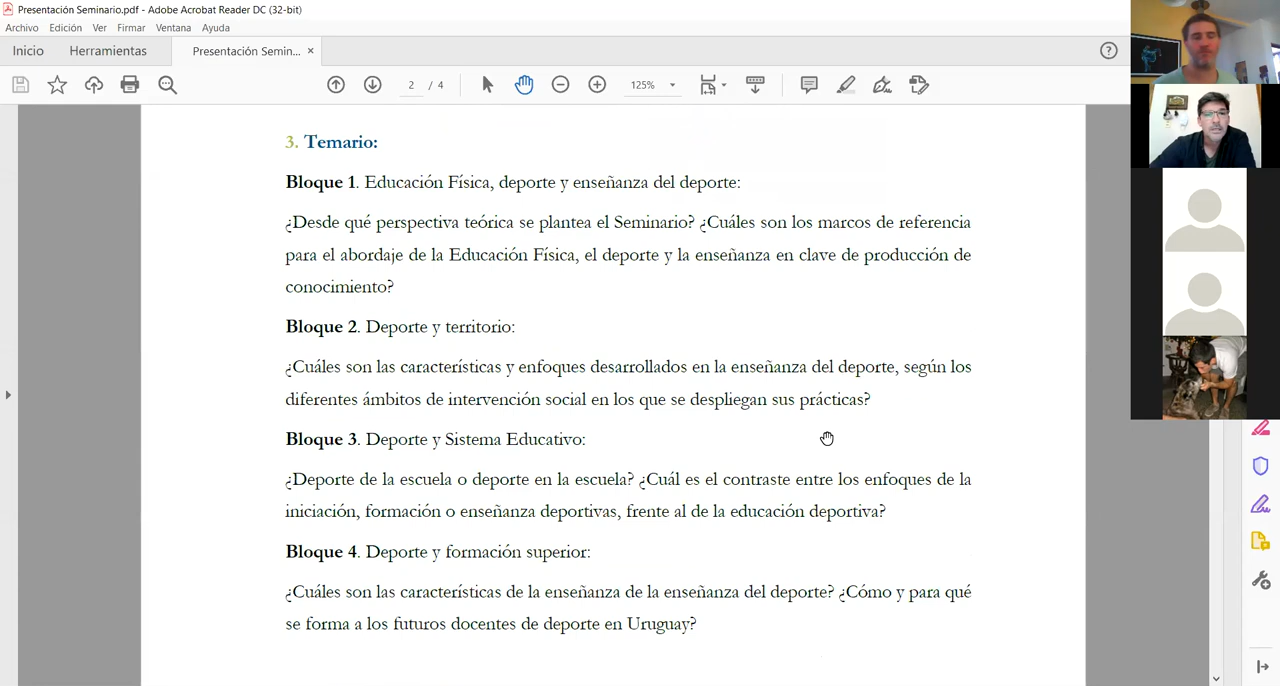 Presentación Seminario.pdf - Adobe Acrobat Reader DC (32-bit)
Archivo Edición Ver Firmar Ventana Ayuda
Inicio Herramientas Presentación Semin... ×
2 / 4 125%
3. Temario:
Bloque 1. Educación Física, deporte y enseñanza del deporte:
¿Desde qué perspectiva teórica se plantea el Seminario? ¿Cuáles son los marcos de referencia
para el abordaje de la Educación Física, el deporte y la enseñanza en clave de producción de
conocimiento?
Bloque 2. Deporte y territorio:
¿Cuáles son las características y enfoques desarrollados en la enseñanza del deporte, según los
diferentes ámbitos de intervención social en los que se despliegan sus prácticas?
Bloque 3. Deporte y Sistema Educativo:
¿Deporte de la escuela o deporte en la escuela? ¿Cuál es el contraste entre los enfoques de la
iniciación, formación o enseñanza deportivas, frente al de la educación deportiva?
Bloque 4. Deporte y formación superior:
¿Cuáles son las características de la enseñanza de la enseñanza del deporte? ¿Cómo y para qué
se forma a los futuros docentes de deporte en Uruguay?